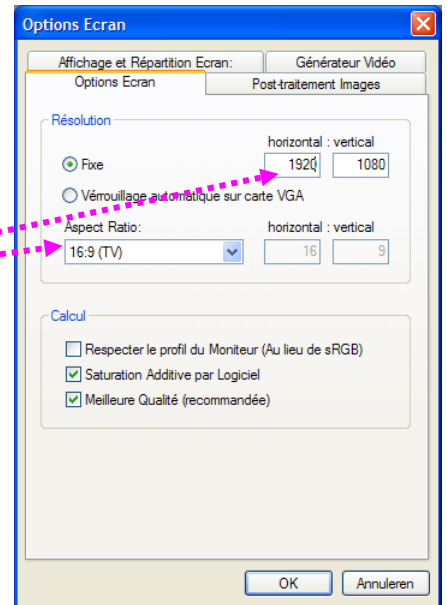 Options Ecran
Affichage et Répartition Ecran:
Générateur Vidéo
Options Ecran
Post-traitement Images
Résolution
horizontal : vertical
Fixe
1920
1080
Vérrouillage automatique sur carte VGA
Aspect Ratio:
horizontal : vertical
16:9 (TV)
16
9
Calcul
Respecter le profil du Moniteur (Au lieu de sRGB)
Saturation Additive par Logiciel
Meilleure Qualité (recommandée)
OK
Annuleren